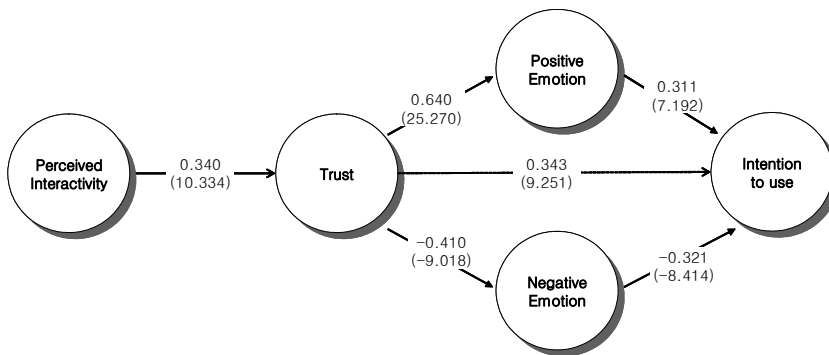 Positive
Emotion
0.640
(25.270)
0.311
(7.192)
Perceived
Interactivity
0.340
(10.334)
Trust
0.343
(9.251)
Intention
to use
−0.410
(−9.018)
−0.321
(−8.414)
Negative
Emotion